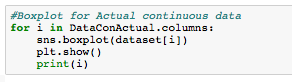 #Boxplot for Actual continuous data
for i in DataConActual.columns:
    sns.boxplot(dataset[i])
    plt.show()
    print(i)